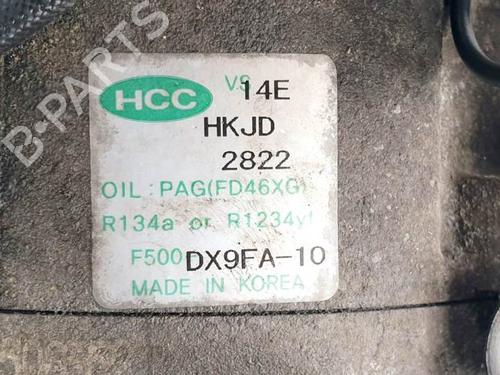 B-PARTS
HCC
VS 14E
HKJD
2822
OIL : PAG(FD46XG)
R134a or R1234yf
F500 DX9FA-10
MADE IN KOREA